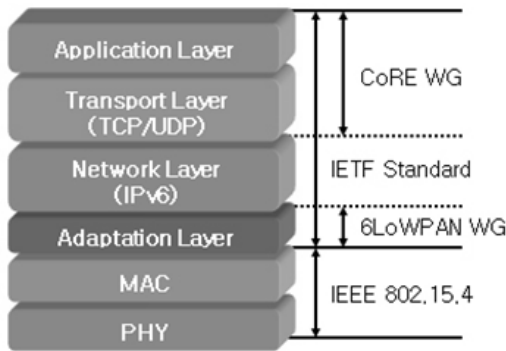 Application Layer
Transport Layer
(TCP/UDP)
Network Layer
(IPv6)
Adaptation Layer
MAC
PHY
CoRE WG
IETF Standard
6LoWPAN WG
IEEE 802.15.4